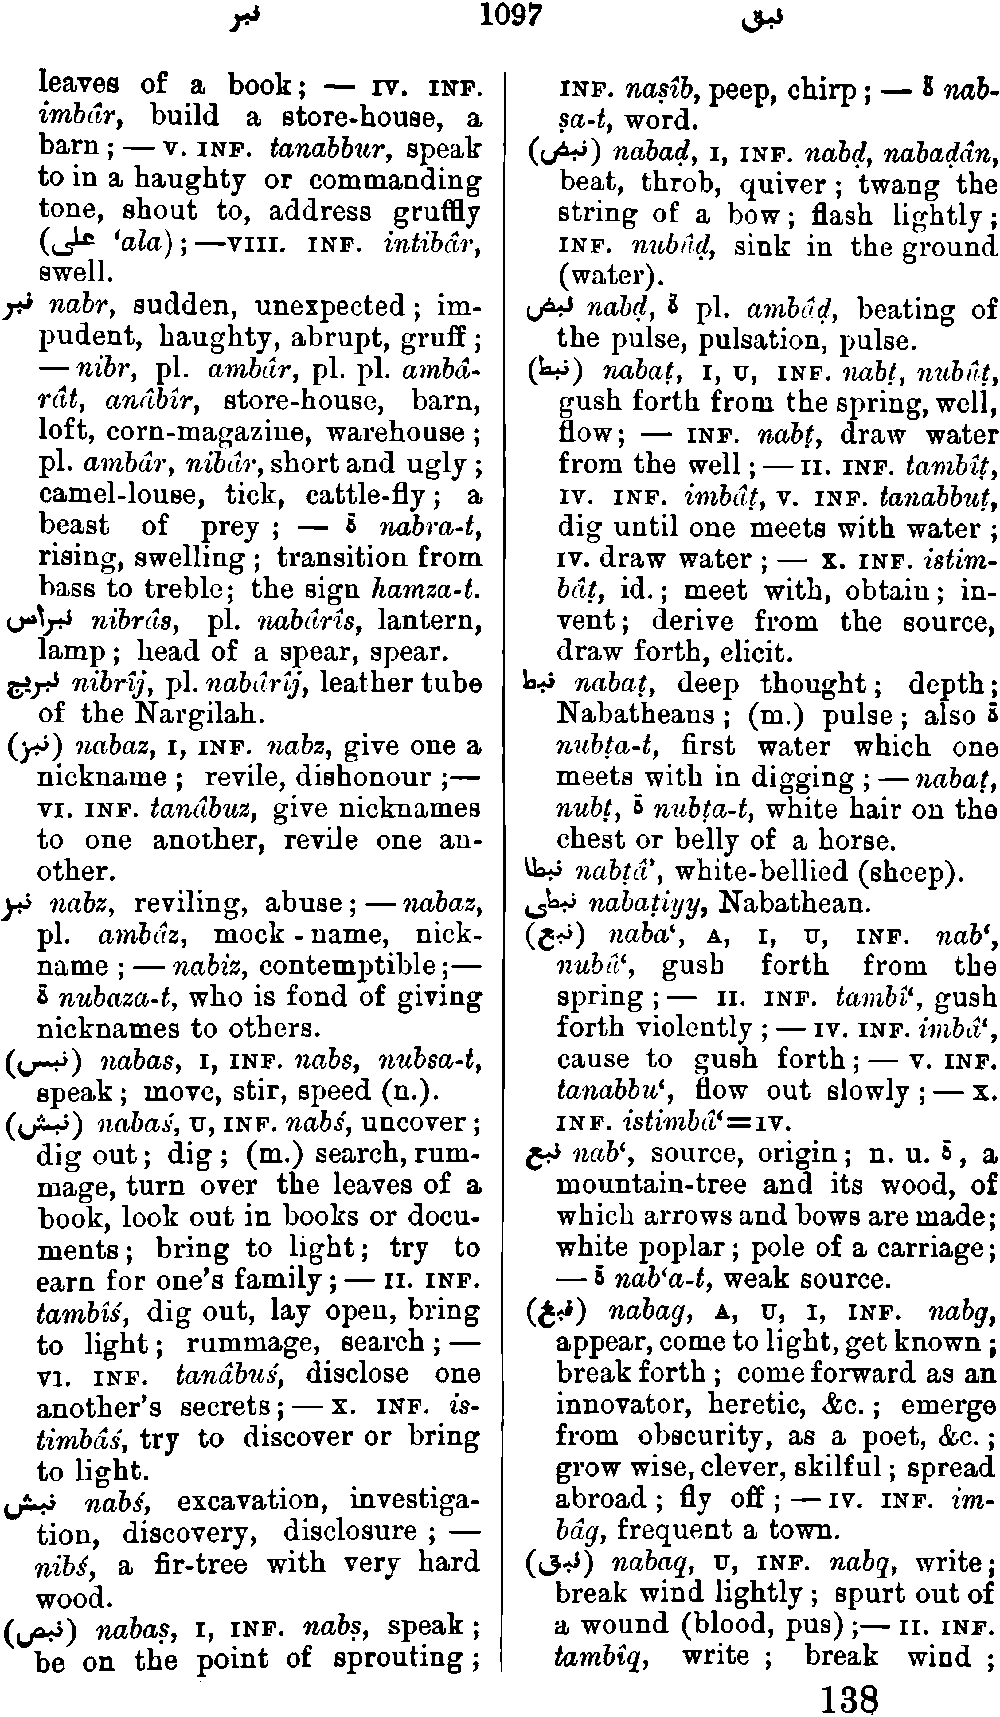 نبر 1097 نبق
leaves of a book; — IV. INF.
imbâr, build a store-house, a
barn; — V. INF. tanabbur, speak
to in a haughty or commanding
tone, shout to, address gruffly
(على ‘ala); —VIII. INF. intibâr,
swell.
نبر nabr, sudden, unexpected; im-
pudent, haughty, abrupt, gruff;
— nibr, pl. ambâr, pl. pl. ambâ-
rât, anâbîr, store-house, barn,
loft, corn-magazine, warehouse;
pl. ambâr, nibâr, short and ugly;
camel-louse, tick, cattle-fly; a
beast of prey; — ة nabra-t,
rising, swelling; transition from
bass to treble; the sign hamza-t.
نبراس nibrâs, pl. nabârîs, lantern,
lamp; head of a spear, spear.
نبريج nibrîj, pl. nabârîj, leather tube
of the Nargilah.
(نبز) nabaz, I, INF. nabz, give one a
nickname; revile, dishonour;—
VI. INF. tanâbuz, give nicknames
to one another, revile one an-
other.
نبز nabz, reviling, abuse; — nabaz,
pl. ambâz, mock-name, nick-
name; — nabiz, contemptible;—
ة nubaza-t, who is fond of giving
nicknames to others.
(نبس) nabas, I, INF. nabs, nubsa-t,
speak; move, stir, speed (n.).
(نبش) nabaś, U, INF. nabś, uncover;
dig out; dig; (m.) search, rum-
mage, turn over the leaves of a
book, look out in books or docu-
ments; bring to light; try to
earn for one's family; — II. INF.
tambîś, dig out, lay open, bring
to light; rummage, search; —
VI. INF. tanâbuś, disclose one
another's secrets; — X. INF. is-
timbâś, try to discover or bring
to light.
نبش nabś, excavation, investiga-
tion, discovery, disclosure; —
nibś, a fir-tree with very hard
wood.
(نبص) nabaṣ, I, INF. nabṣ, speak;
be on the point of sprouting;
INF. naṣîb, peep, chirp; — ة nab-
ṣa-t, word.
(نبض) nabaḍ, I, INF. nabḍ, nabaḍân,
beat, throb, quiver; twang the
string of a bow; flash lightly;
INF. nubûḍ, sink in the ground
(water).
نبض nabḍ, ة pl. ambâḍ, beating of
the pulse, pulsation, pulse.
(نبط) nabaṭ, I, U, INF. nabṭ, nubûṭ,
gush forth from the spring, well,
flow; — INF. nabṭ, draw water
from the well; — II. INF. tambîṭ,
IV. INF. imbâṭ, V. INF. tanabbuṭ,
dig until one meets with water;
IV. draw water; — X. INF. istim-
bâṭ, id.; meet with, obtain; in-
vent; derive from the source,
draw forth, elicit.
نبط nabaṭ, deep thought; depth;
Nabatheans; (m.) pulse; also ة
nubṭa-t, first water which one
meets with in digging; — nabaṭ,
nubṭ, ة nubṭa-t, white hair on the
chest or belly of a horse.
نبطا nabṭâ’, white-bellied (sheep).
نبطى nabaṭiyy, Nabathean.
(نبع) naba‘, A, I, U, INF. nab‘,
nubû‘, gush forth from the
spring; — II. INF. tambî‘, gush
forth violently; — IV. INF. imbâ‘,
cause to gush forth; — V. INF.
tanabbu‘, flow out slowly; — X.
INF. istimbâ‘=IV.
نبع nab‘, source, origin; n. u. ة, a
mountain-tree and its wood, of
which arrows and bows are made;
white poplar; pole of a carriage;
— ة nab‘a-t, weak source.
(نبغ) nabag, A, U, I, INF. nabg,
appear, come to light, get known;
break forth; come forward as an
innovator, heretic, &c.; emerge
from obscurity, as a poet, &c.;
grow wise, clever, skilful; spread
abroad; fly off; — IV. INF. im-
bâg, frequent a town.
(نبق) nabaq, U, INF. nabq, write;
break wind lightly; spurt out of
a wound (blood, pus);— II. INF.
tambîq, write; break wind;
138